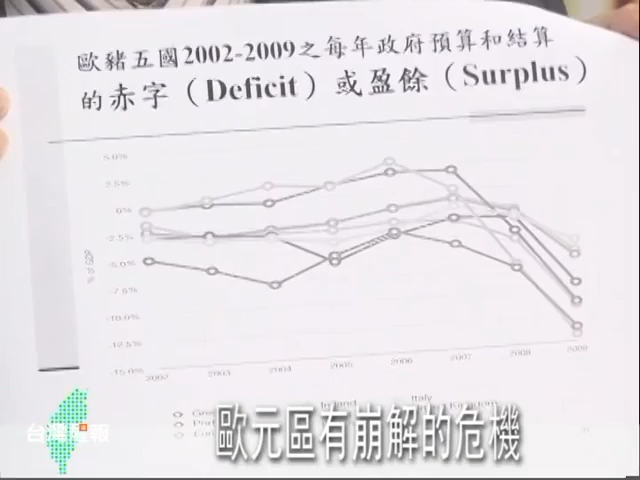 歐豬五國2002-2009之每年政府預算和結算
的赤字（Deficit）或盈餘（Surplus）
5.0%
2.5%
0%
-2.5%
-5.0%
-7.5%
-10.0%
-12.5%
-15.0%
% of GDP
2002 2003 2004 2005 2006 2007 2008 2009
Italy
台灣 報
歐元區有崩解的危機